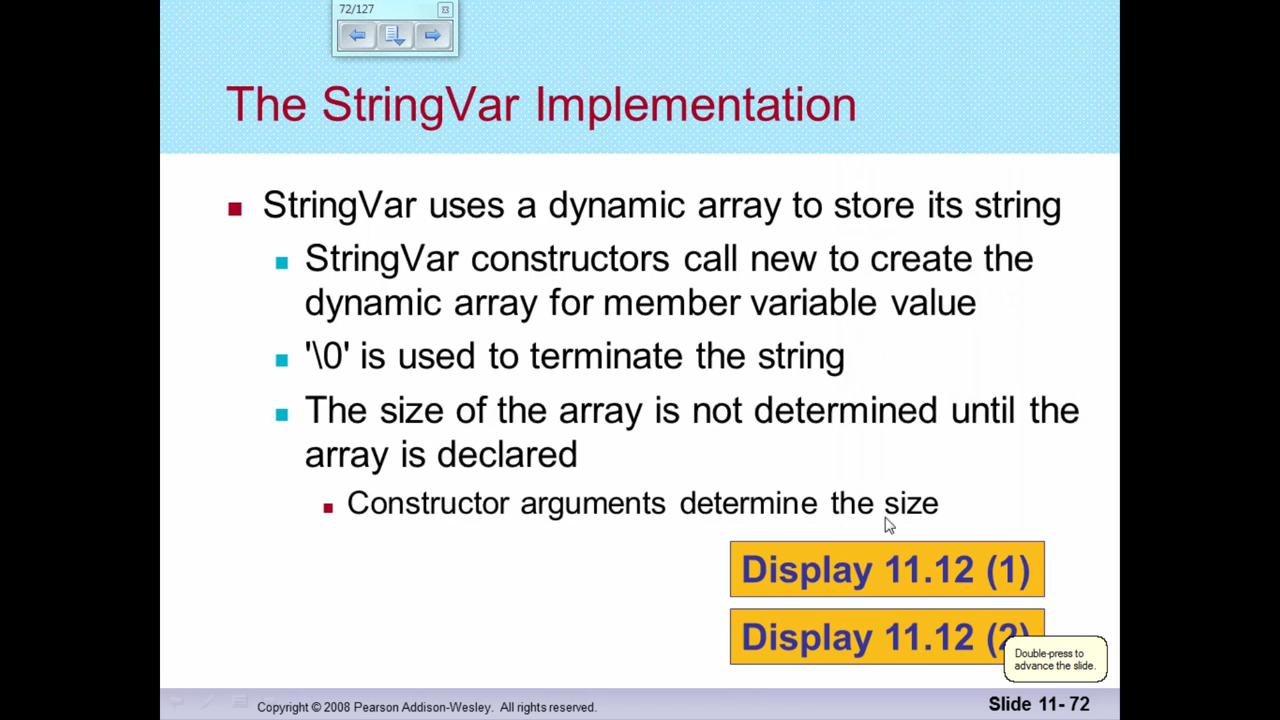 72/127
The StringVar Implementation
StringVar uses a dynamic array to store its string
StringVar constructors call new to create the
dynamic array for member variable value
'\0' is used to terminate the string
The size of the array is not determined until the
array is declared
Constructor arguments determine the size
Display 11.12 (1)
Display 11.12 (2)
Double-press to
advance the slide.
Copyright © 2008 Pearson Addison-Wesley. All rights reserved.
Slide 11- 72